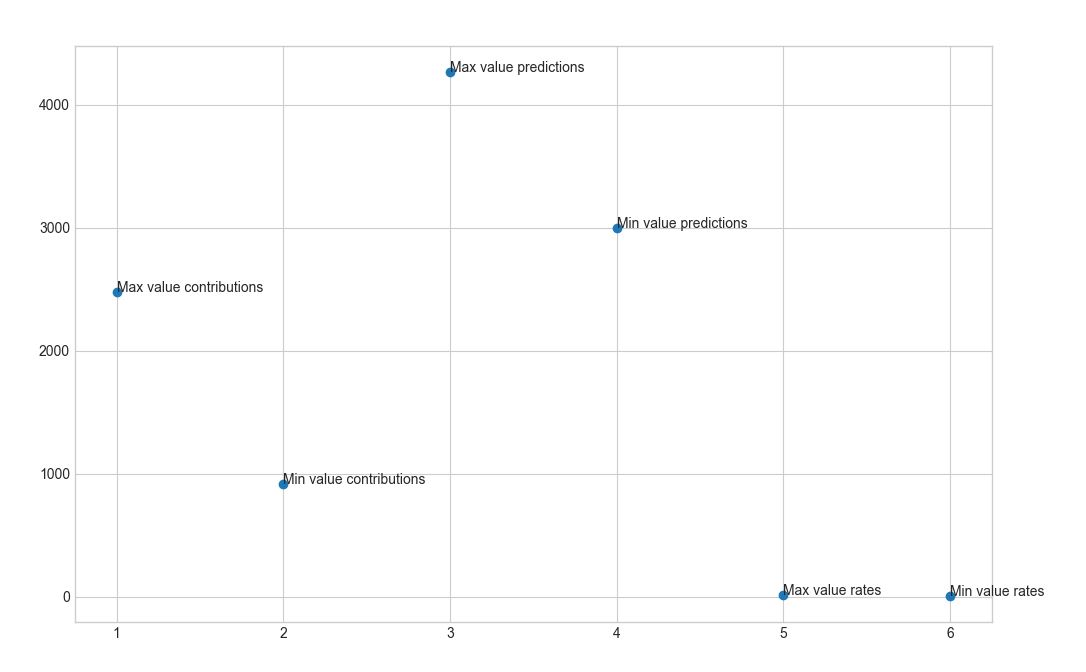 Max value predictions
4000
Min value predictions
3000
Max value contributions
2000
Min value contributions
1000
Max value rates
Min value rates
0
1 2 3 4 5 6